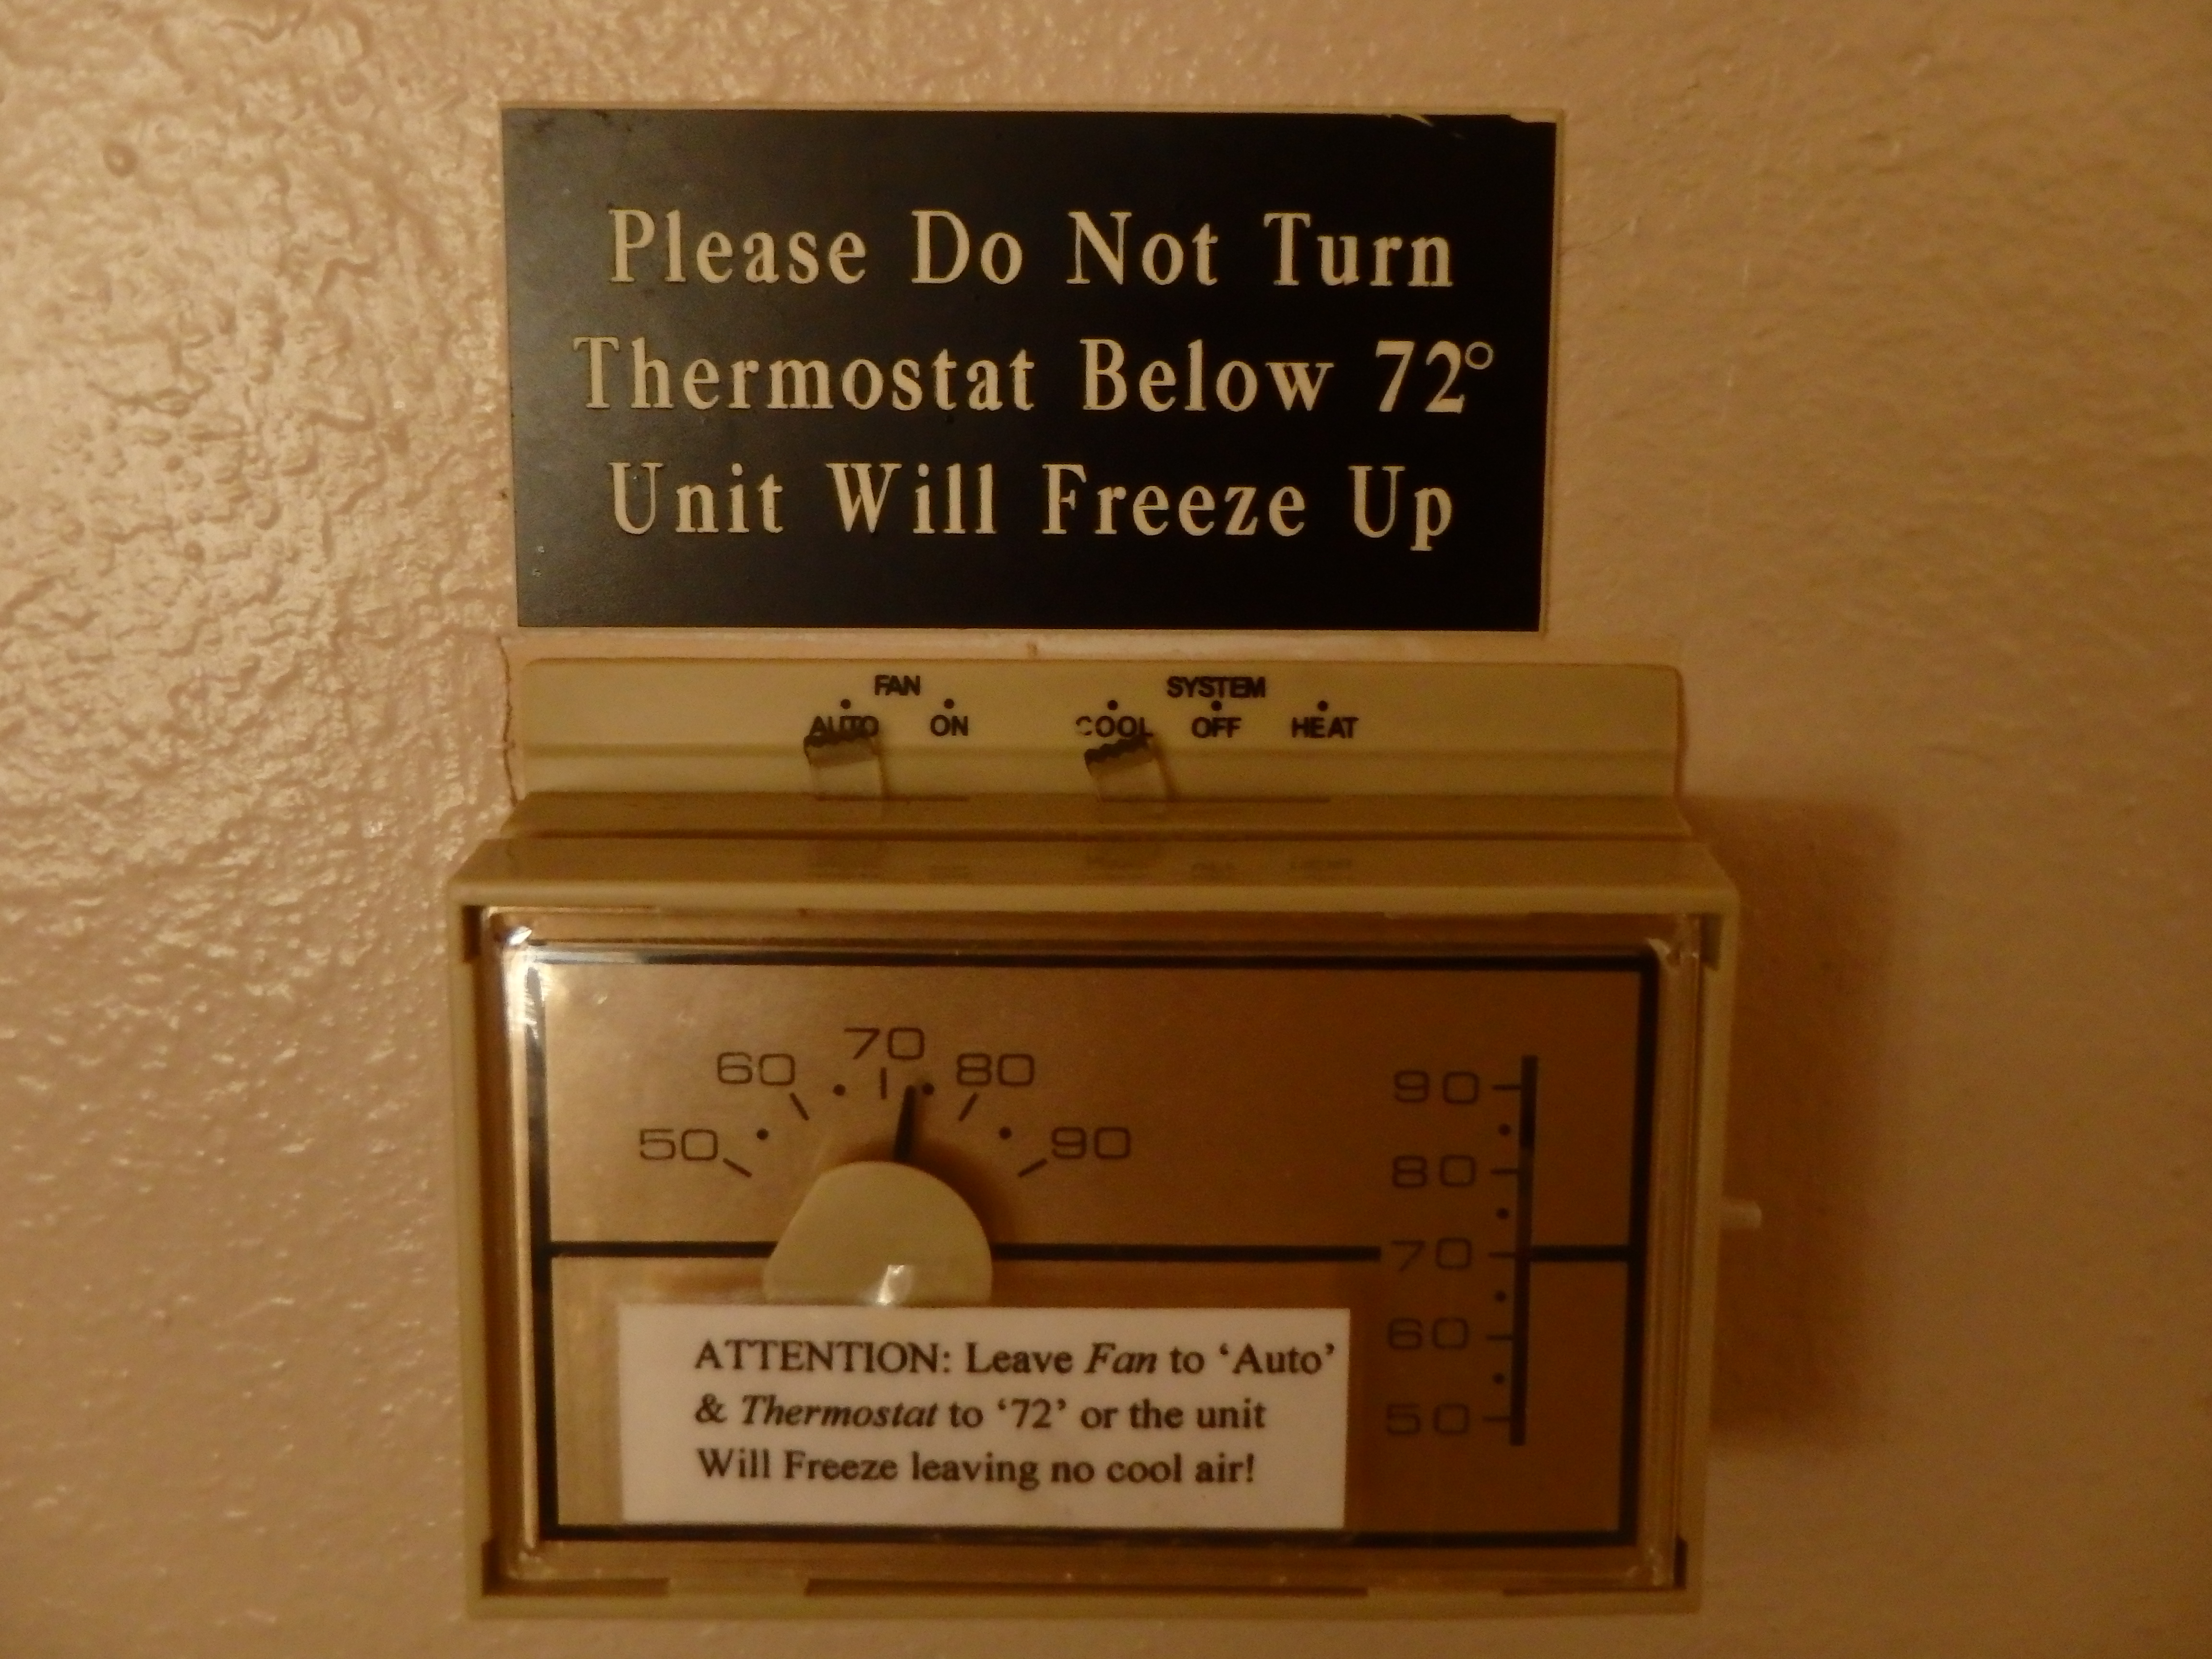 Please Do Not Turn
Thermostat Below 72°
Unit Will Freeze Up
FAN SYSTEM
AUTO ON COOL OFF HEAT
50 60 70 80 90
90
80
70
60
50
ATTENTION: Leave Fan to ‘Auto’
& Thermostat to ‘72’ or the unit
Will Freeze leaving no cool air!